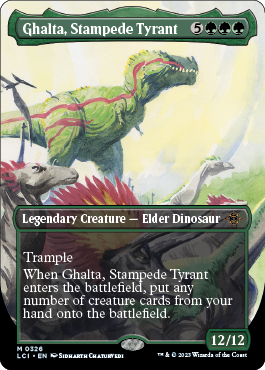 Ghalta, Stampede Tyrant 5
Legendary Creature — Elder Dinosaur
Trample
When Ghalta, Stampede Tyrant
enters the battlefield, put any
number of creature cards from your
hand onto the battlefield.
12/12
M 0326
LCI • EN Sidharth Chaturvedi
™ & © 2023 Wizards of the Coast